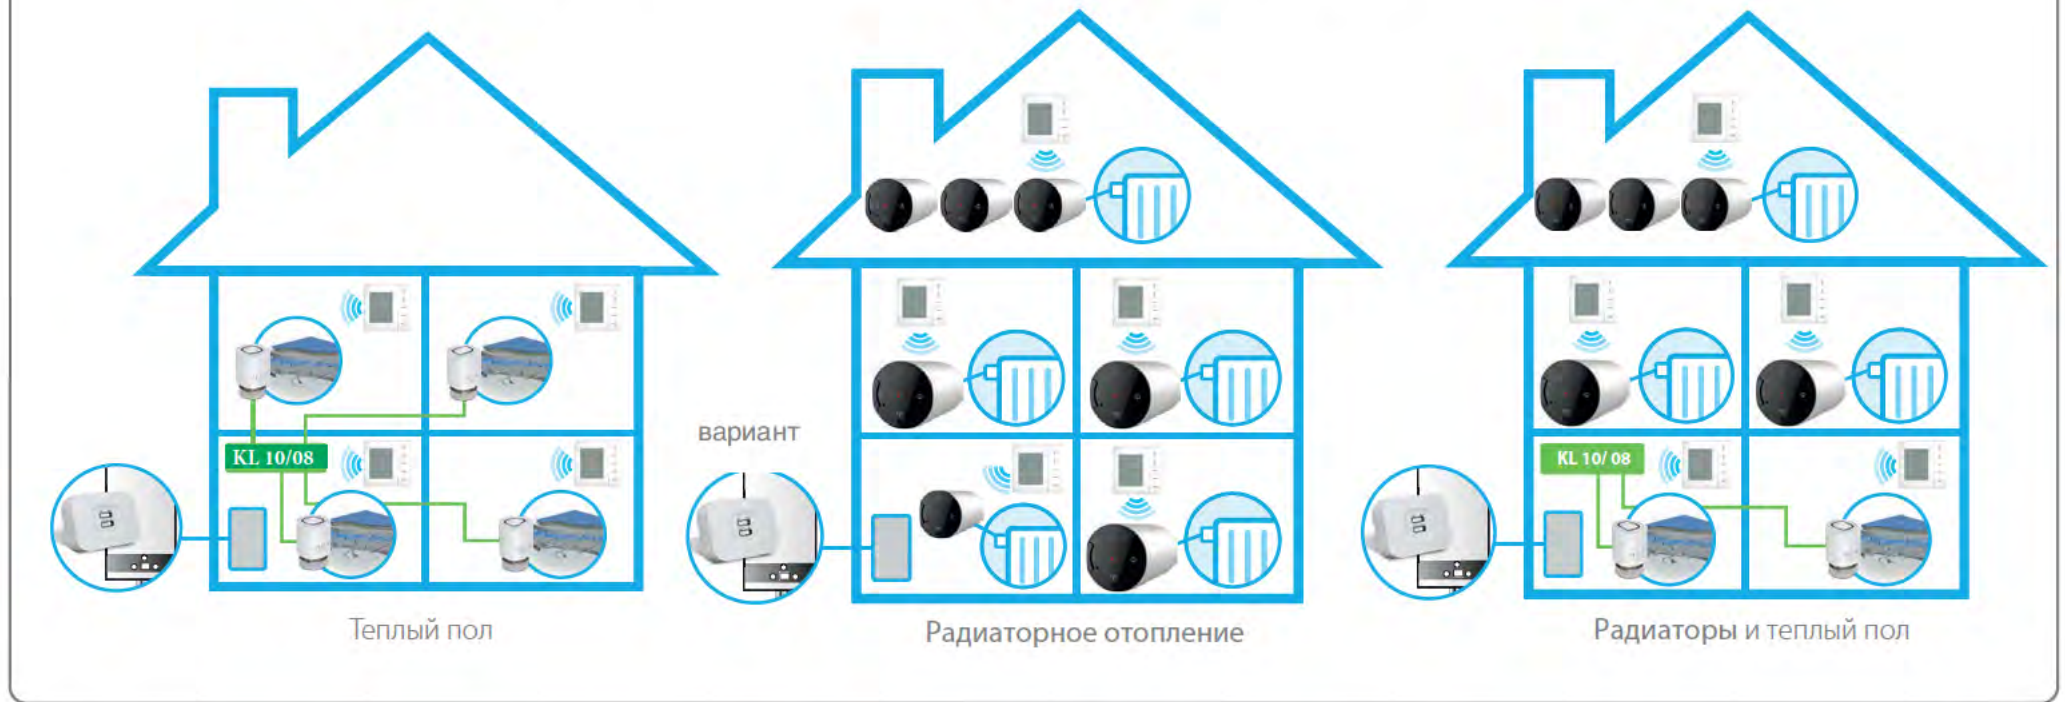 вариант
KL 10/08
KL 10/ 08
Теплый пол
Радиаторное отопление
Радиаторы и теплый пол